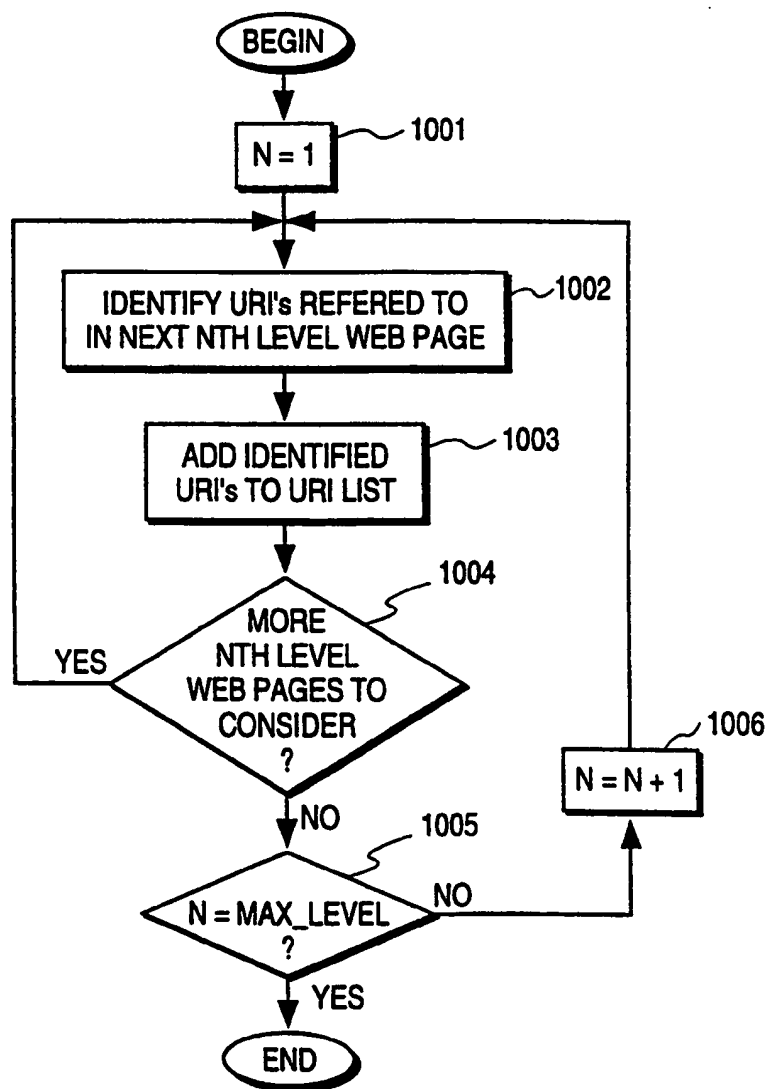 BEGIN
1001
N = 1
IDENTIFY URI's REFERED TO
IN NEXT NTH LEVEL WEB PAGE
1002
ADD IDENTIFIED
URI's TO URI LIST
1003
1004
MORE
NTH LEVEL
WEB PAGES TO
CONSIDER
?
YES
NO
1005
N = MAX_LEVEL
?
NO
1006
N = N + 1
YES
END